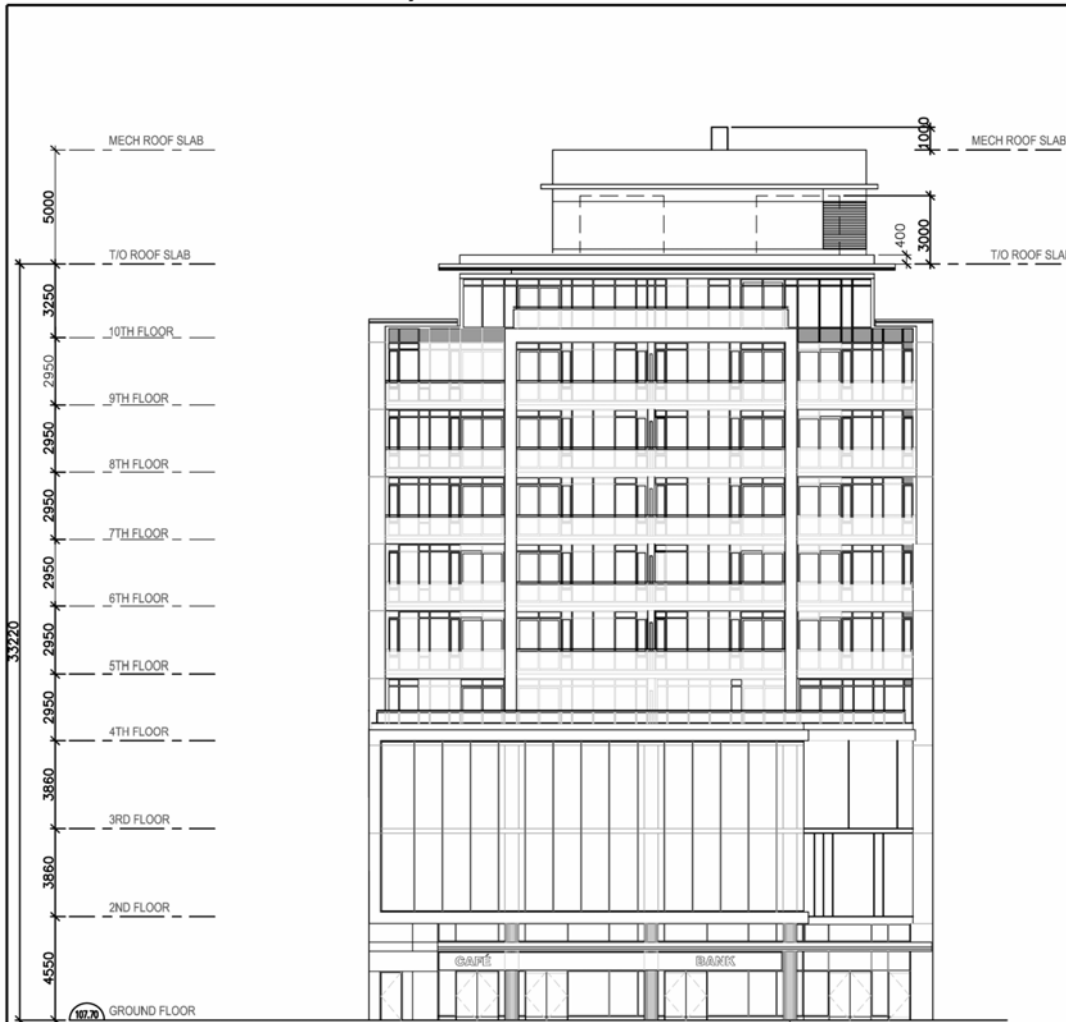 MECH ROOF SLAB
1000
MECH ROOF SLAB
5000
400
3000
T/O ROOF SLAB
T/O ROOF SLAB
3250
10TH FLOOR
2950
9TH FLOOR
2950
8TH FLOOR
2950
7TH FLOOR
2950
6TH FLOOR
33220
2950
5TH FLOOR
2950
4TH FLOOR
3860
3RD FLOOR
3860
2ND FLOOR
4550
CAFÉ
BANK
107.70
GROUND FLOOR